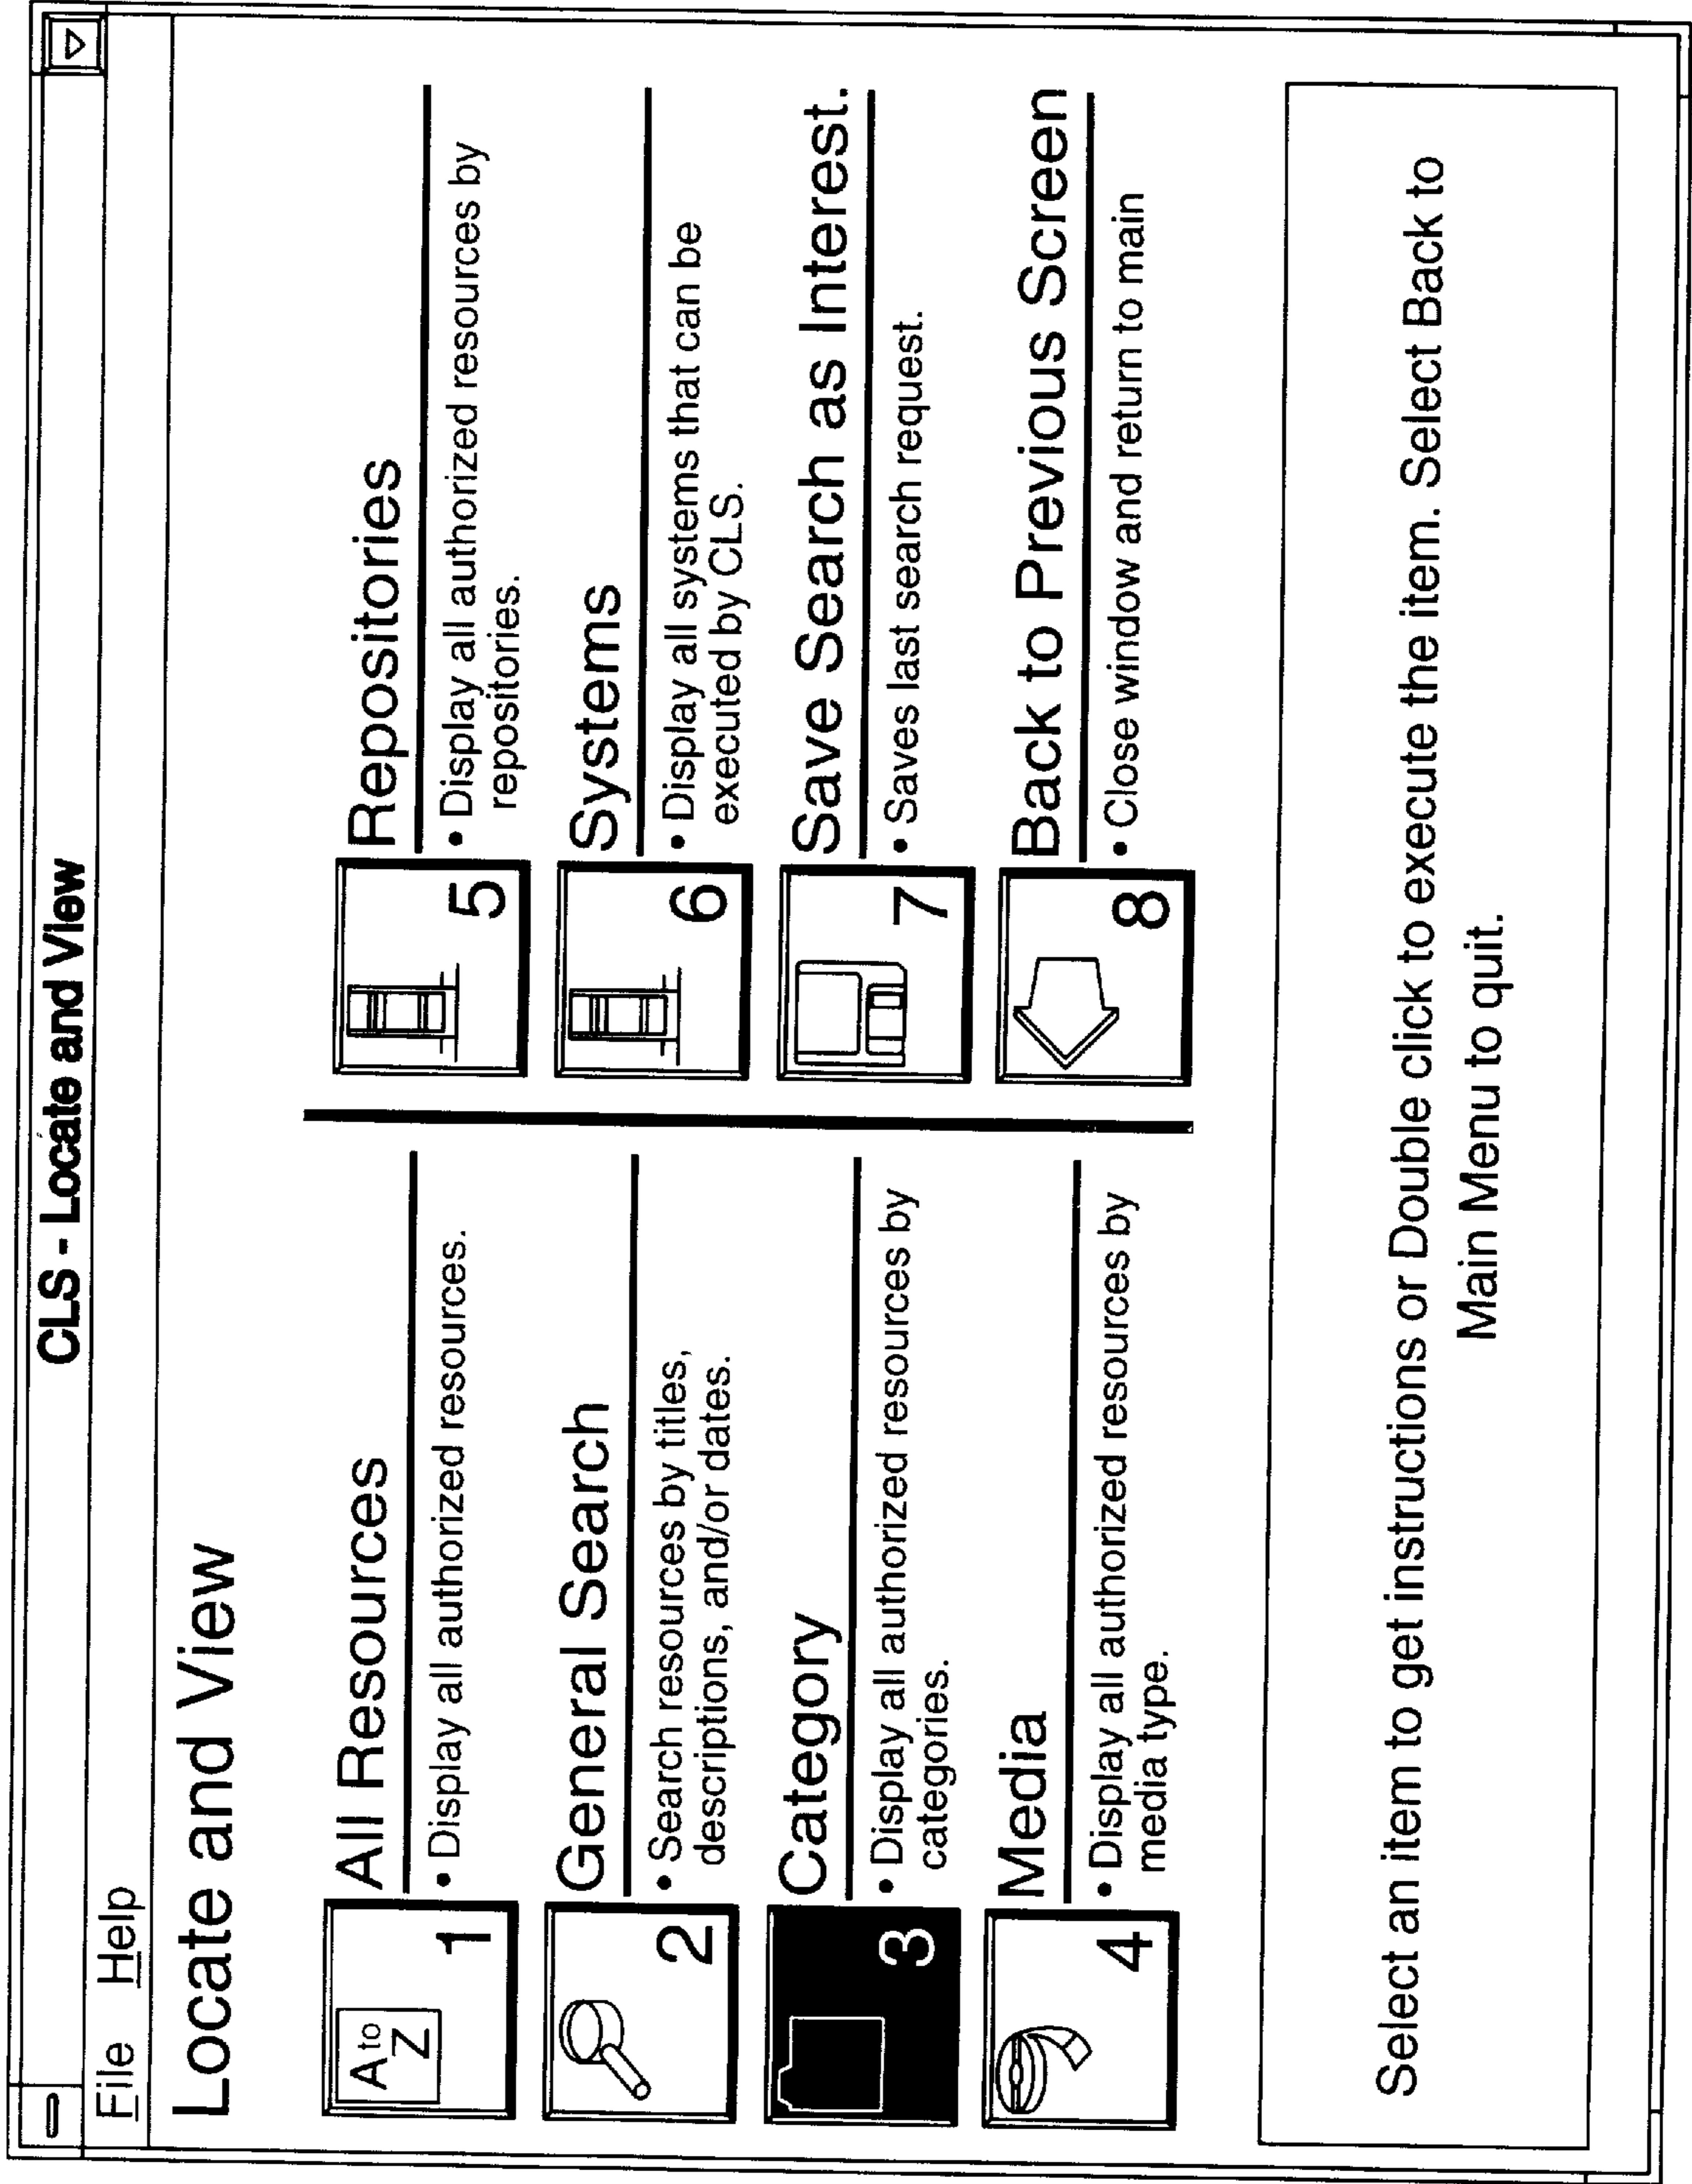 CLS - Locate and View
File Help
Locate and View
A to
Z
1
All Resources
• Display all authorized resources.
2
General Search
• Search resources by titles,
descriptions, and/or dates.
3
Category
• Display all authorized resources by
categories.
4
Media
• Display all authorized resources by
media type.
5
Repositories
• Display all authorized resources by
repositories.
6
Systems
• Display all systems that can be
executed by CLS.
7
Save Search as Interest.
• Saves last search request.
8
Back to Previous Screen
• Close window and return to main
Select an item to get instructions or Double click to execute the item. Select Back to
Main Menu to quit.